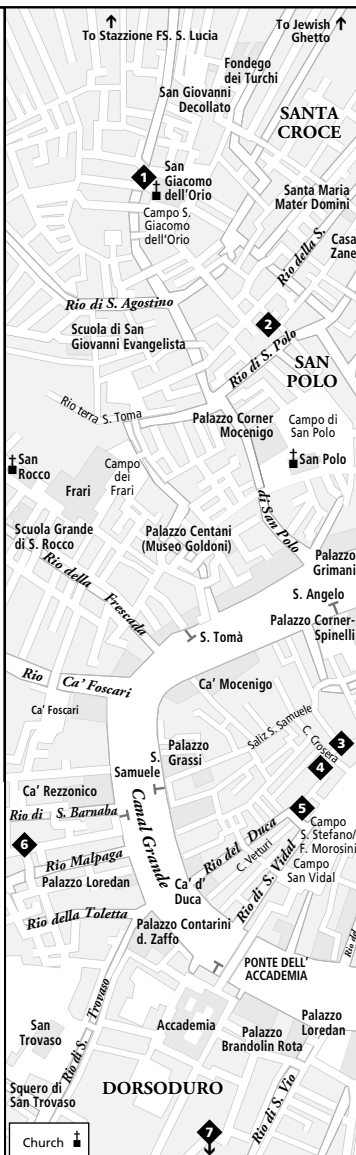 To Stazzione FS. S. Lucia
To Jewish
Ghetto
Fondego
dei Turchi
San Giovanni
Decollato
SANTA
CROCE
1
San
Giacomo
dell'Orio
Campo S.
Giacomo
dell'Orio
Santa Maria
Mater Domini
Rio della S.
Casa
Zane
Rio di S. Agostino
2
Scuola di San
Giovanni Evangelista
Rio di S. Polo
SAN
POLO
Rio terra S. Toma
Palazzo Corner
Mocenigo
Campo di
San Polo
San Polo
San
Rocco
Campo
dei
Frari
Frari
di San Polo
Scuola Grande
di S. Rocco
Palazzo Centani
(Museo Goldoni)
Palazzo
Grimani
Rio della Frescada
S. Angelo
S. Tomà
Palazzo Corner-
Spinelli
Rio Ca' Foscari
Ca' Mocenigo
Ca' Foscari
Saliz S. Samuele
C. Crosera
3
Palazzo
Grassi
4
S.
Samuele
Ca' Rezzonico
5
Rio di S. Barnaba
Canal Grande
Campo
S. Stefano/
F. Morosini
6
Rio del Duca
C. Vetturi
Rio di S. Vidal
Campo
San Vidal
Rio Malpaga
Palazzo Loredan
Ca' d'
Duca
Rio della Toletta
Palazzo Contarini
d. Zaffo
Rio del
PONTE DELL'
ACCADEMIA
Rio di S. Trovaso
San
Trovaso
Accademia
Palazzo
Loredan
Palazzo
Brandolin Rota
Squero di
San Trovaso
DORSODURO
Rio di S. Vio
7
Church